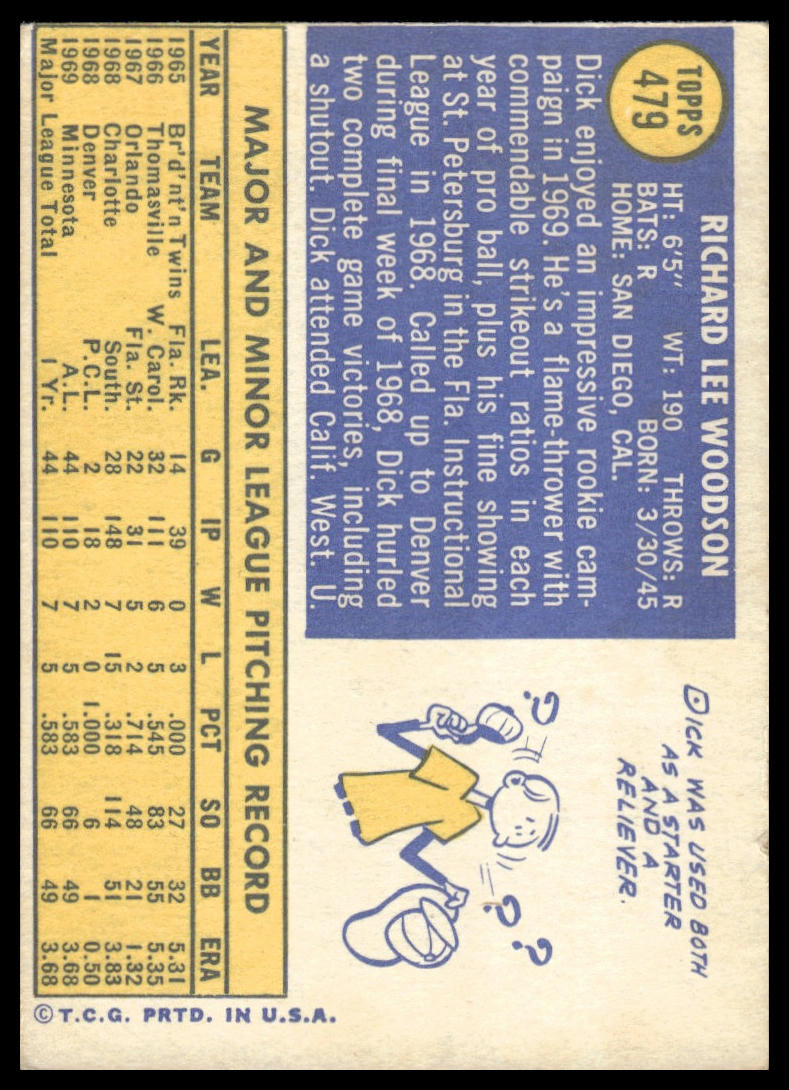 TOPPS
479
RICHARD LEE WOODSON
HT: 6'5" WT: 190 THROWS: R
BATS: R BORN: 3/30/45
HOME: SAN DIEGO, CAL.
Dick enjoyed an impressive rookie cam-
paign in 1969. He's a flame-thrower with
commendable strikeout ratios in each
year of pro ball, plus his fine showing
at St. Petersburg in the Fla. Instructional
League in 1968. Called up to Denver
during final week of 1968, Dick hurled
two complete game victories, including
a shutout. Dick attended Calif. West. U.
DICK WAS USED BOTH
AS A STARTER
AND A
RELIEVER.
MAJOR AND MINOR LEAGUE PITCHING RECORD
YEAR TEAM LEA. G IP W L PCT SO BB ERA
1965 Br'd'nt'n Twins Fla. Rk. 14 39 0 3 .000 27 32 5.31
1966 Thomasville W. Carol. 32 111 6 5 .545 83 55 5.35
1967 Orlando Fla. St. 22 31 5 2 .714 48 21 1.32
1968 Charlotte South. 28 148 7 15 .318 114 51 3.83
1968 Denver P.C.L. 2 18 2 0 1.000 6 1 0.50
1969 Minnesota A.L. 44 110 7 5 .583 66 49 3.68
Major League Total 1 Yr. 44 110 7 5 .583 66 49 3.68
© T.C.G. PRTD. IN U.S.A.